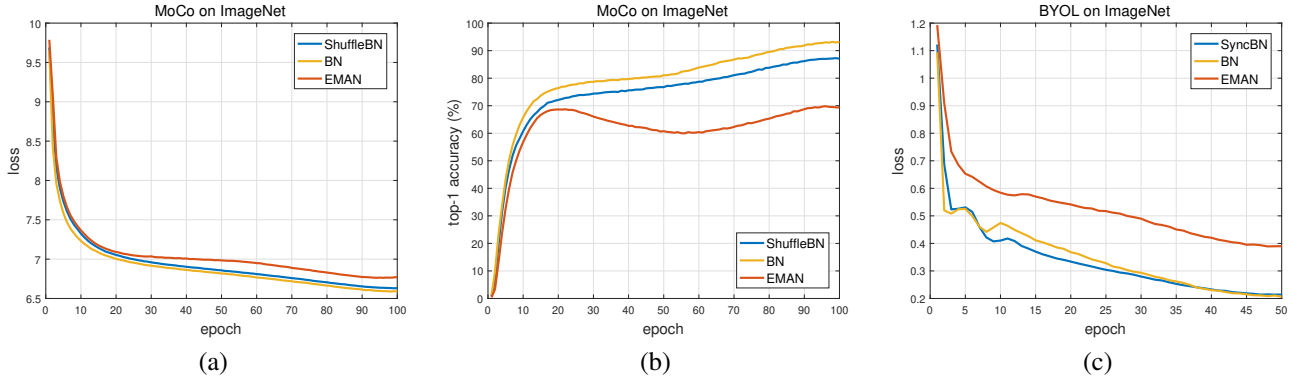 MoCo on ImageNet
10
9.5
9
8.5
8
7.5
7
6.5
loss
0 10 20 30 40 50 60 70 80 90 100
epoch
ShuffleBN
BN
EMAN
(a)
MoCo on ImageNet
100
90
80
70
60
50
40
30
20
10
0
top-1 accuracy (%)
0 10 20 30 40 50 60 70 80 90 100
epoch
ShuffleBN
BN
EMAN
(b)
BYOL on ImageNet
1.2
1.1
1
0.9
0.8
0.7
0.6
0.5
0.4
0.3
0.2
loss
0 5 10 15 20 25 30 35 40 45 50
epoch
SyncBN
BN
EMAN
(c)